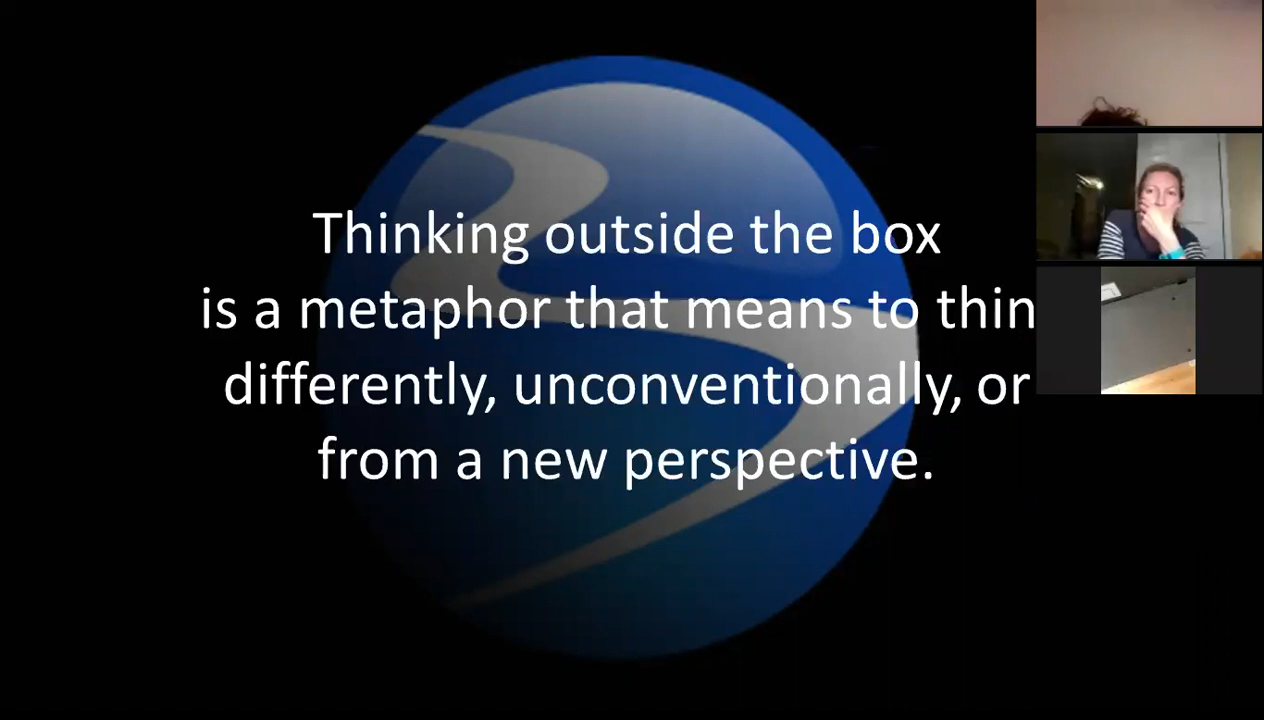 Thinking outside the box
is a metaphor that means to thin
differently, unconventionally, or
from a new perspective.